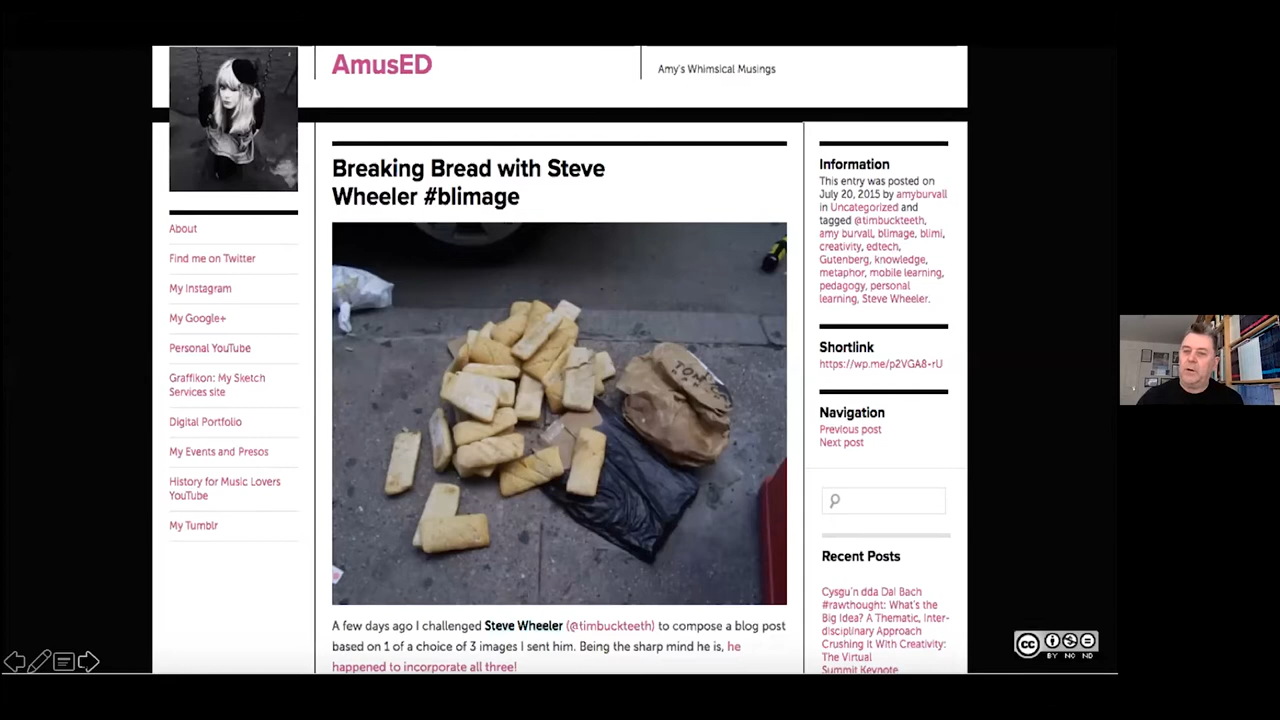 AmusED
Amy's Whimsical Musings
About
Find me on Twitter
My Instagram
My Google+
Personal YouTube
Graffikon: My Sketch
Services site
Digital Portfolio
My Events and Presos
History for Music Lovers
YouTube
My Tumblr
Breaking Bread with Steve
Wheeler #blimage
A few days ago I challenged Steve Wheeler (@timbuckteeth) to compose a blog post
based on 1 of a choice of 3 images I sent him. Being the sharp mind he is, he
happened to incorporate all three!
Information
This entry was posted on
July 20, 2015 by amyburvall
in Uncategorized and
tagged @timbuckteeth,
amy burvall, blimage, blimi,
creativity, edtech,
Gutenberg, knowledge,
metaphor, mobile learning,
pedagogy, personal
learning, Steve Wheeler.
Shortlink
https://wp.me/p2VGA8-rU
Navigation
Previous post
Next post
Recent Posts
Cysgu'n dda Dal Bach
#rawthought: What's the
Big Idea? A Thematic, Inter-
disciplinary Approach
Crushing It With Creativity:
The Virtual
Summit Keynote
cc
BY NC ND